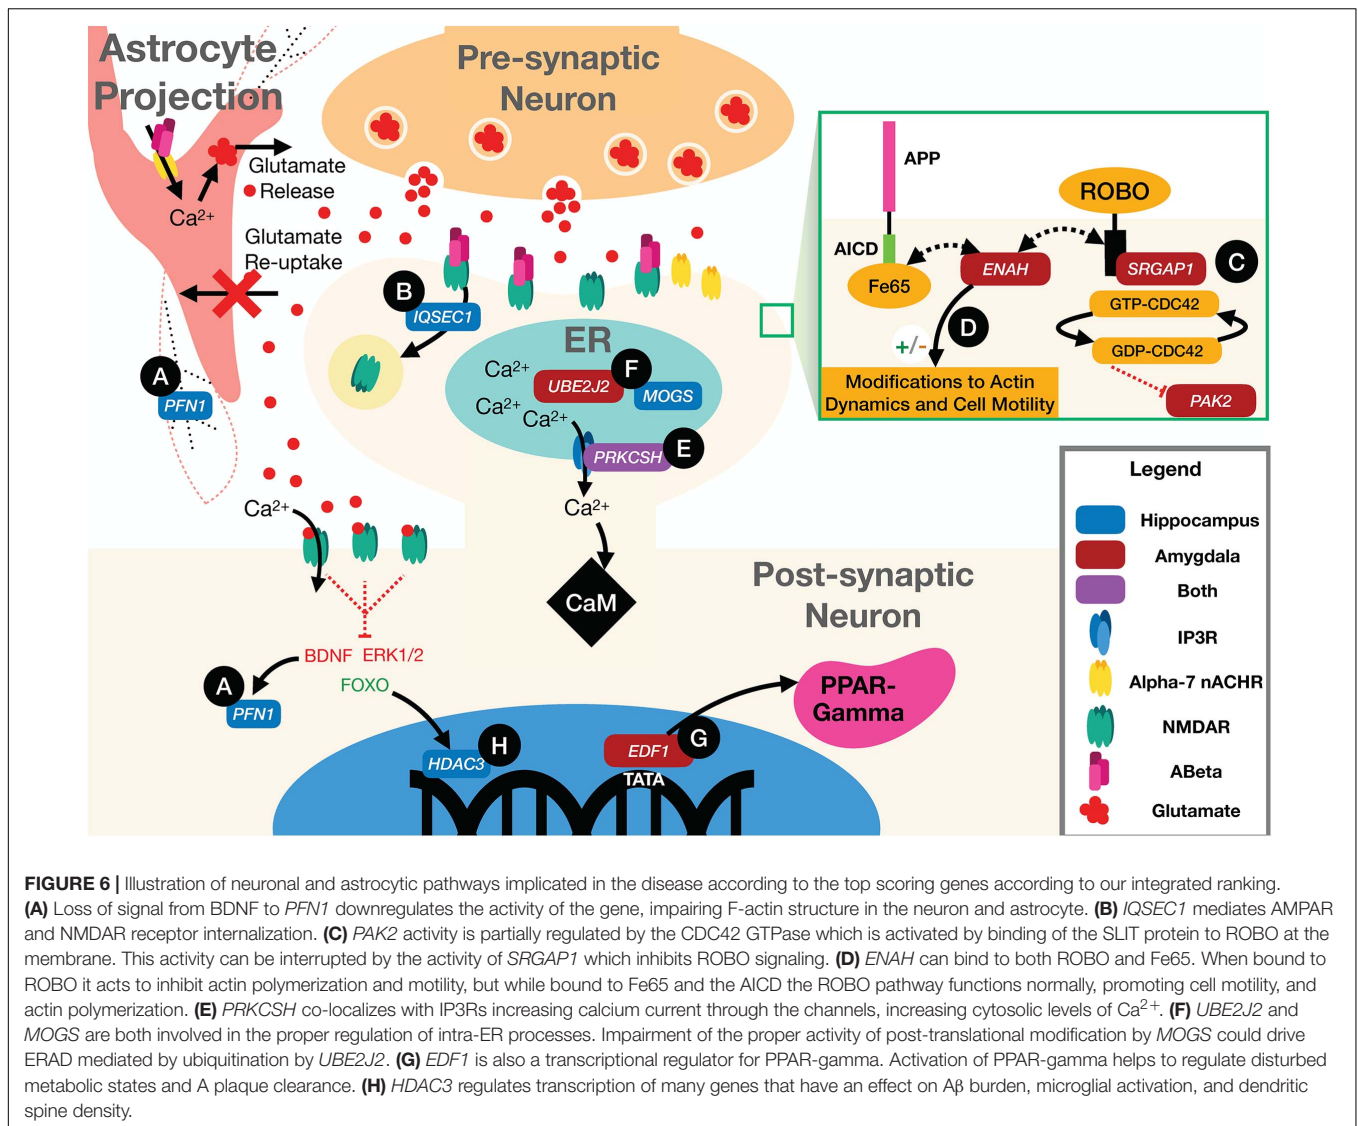 Astrocyte
Projection
Pre-synaptic
Neuron
Glutamate
Release
Ca2+
Glutamate
Re-uptake
A
PFN1
B
IQSEC1
ER
Ca2+
UBE2J2
F
MOGS
Ca2+
Ca2+
PRKCSH
E
Ca2+
CaM
APP
AICD
Fe65
ENAH
ROBO
SRGAP1
C
GTP-CDC42
GDP-CDC42
PAK2
D
+/-
Modifications to Actin
Dynamics and Cell Motility
Ca2+
BDNF ERK1/2
FOXO
A
PFN1
HDAC3
H
EDF1
G
TATA
PPAR-
Gamma
Post-synaptic
Neuron
Legend
Hippocampus
Amygdala
Both
IP3R
Alpha-7 nACHR
NMDAR
ABeta
Glutamate
FIGURE 6 | Illustration of neuronal and astrocytic pathways implicated in the disease according to the top scoring genes according to our integrated ranking.
(A) Loss of signal from BDNF to PFN1 downregulates the activity of the gene, impairing F-actin structure in the neuron and astrocyte. (B) IQSEC1 mediates AMPAR
and NMDAR receptor internalization. (C) PAK2 activity is partially regulated by the CDC42 GTPase which is activated by binding of the SLIT protein to ROBO at the
membrane. This activity can be interrupted by the activity of SRGAP1 which inhibits ROBO signaling. (D) ENAH can bind to both ROBO and Fe65. When bound to
ROBO it acts to inhibit actin polymerization and motility, but while bound to Fe65 and the AICD the ROBO pathway functions normally, promoting cell motility, and
actin polymerization. (E) PRKCSH co-localizes with IP3Rs increasing calcium current through the channels, increasing cytosolic levels of Ca2+. (F) UBE2J2 and
MOGS are both involved in the proper regulation of intra-ER processes. Impairment of the proper activity of post-translational modification by MOGS could drive
ERAD mediated by ubiquitination by UBE2J2. (G) EDF1 is also a transcriptional regulator for PPAR-gamma. Activation of PPAR-gamma helps to regulate disturbed
metabolic states and A plaque clearance. (H) HDAC3 regulates transcription of many genes that have an effect on Aβ burden, microglial activation, and dendritic
spine density.